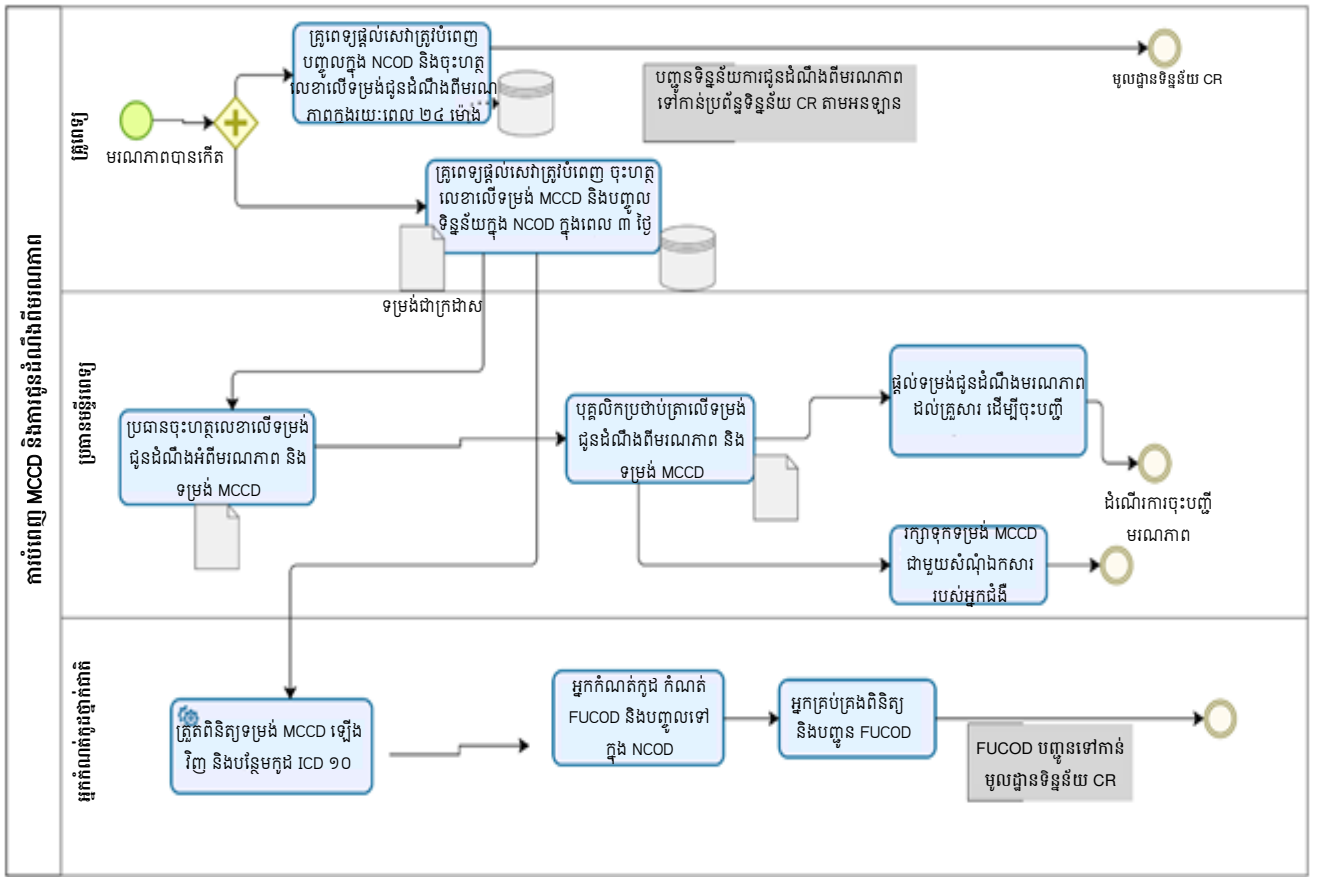 ការបំពេញ MCCD និងការជូនដំណឹងពីមរណភាព
គ្រូពេទ្យ
មរណភាពបានកើត
គ្រូពេទ្យផ្តល់សេវាត្រូវបំពេញ
បញ្ចូលក្នុង NCOD និងចុះហត្ថ
លេខាលើទម្រង់ជូនដំណឹងពីមរណ
ភាពក្នុងរយៈពេល ២៤ ម៉ោង
បញ្ជូនទិន្នន័យការជូនដំណឹងពីមរណភាព
ទៅកាន់ប្រព័ន្ធទិន្នន័យ CR តាមអនឡាន
មូលដ្ឋានទិន្នន័យ CR
គ្រូពេទ្យផ្តល់សេវាត្រូវបំពេញ ចុះហត្ថ
លេខាលើទម្រង់ MCCD និងបញ្ចូល
ទិន្នន័យក្នុង NCOD ក្នុងពេល ៣ ថ្ងៃ
ទម្រង់ជាក្រដាស
ប្រធានមន្ទីរពេទ្យ
ប្រធានចុះហត្ថលេខាលើទម្រង់
ជូនដំណឹងអំពីមរណភាព និង
ទម្រង់ MCCD
បុគ្គលិកប្រថាប់ត្រាលើទម្រង់
ជូនដំណឹងពីមរណភាព និង
ទម្រង់ MCCD
ផ្តល់ទម្រង់ជូនដំណឹងមរណភាព
ដល់គ្រួសារ ដើម្បីចុះបញ្ជី
ដំណើរការចុះបញ្ជី
មរណភាព
រក្សាទុកទម្រង់ MCCD
ជាមួយសំណុំឯកសារ
របស់អ្នកជំងឺ
អ្នកកំណត់កូដថ្នាក់ជាតិ
ត្រួតពិនិត្យទម្រង់ MCCD ឡើង
វិញ និងបន្ថែមកូដ ICD ១០
អ្នកកំណត់កូដ កំណត់
FUCOD និងបញ្ចូលទៅ
ក្នុង NCOD
អ្នកគ្រប់គ្រងពិនិត្យ
និងបញ្ជូន FUCOD
FUCOD បញ្ជូនទៅកាន់
មូលដ្ឋានទិន្នន័យ CR